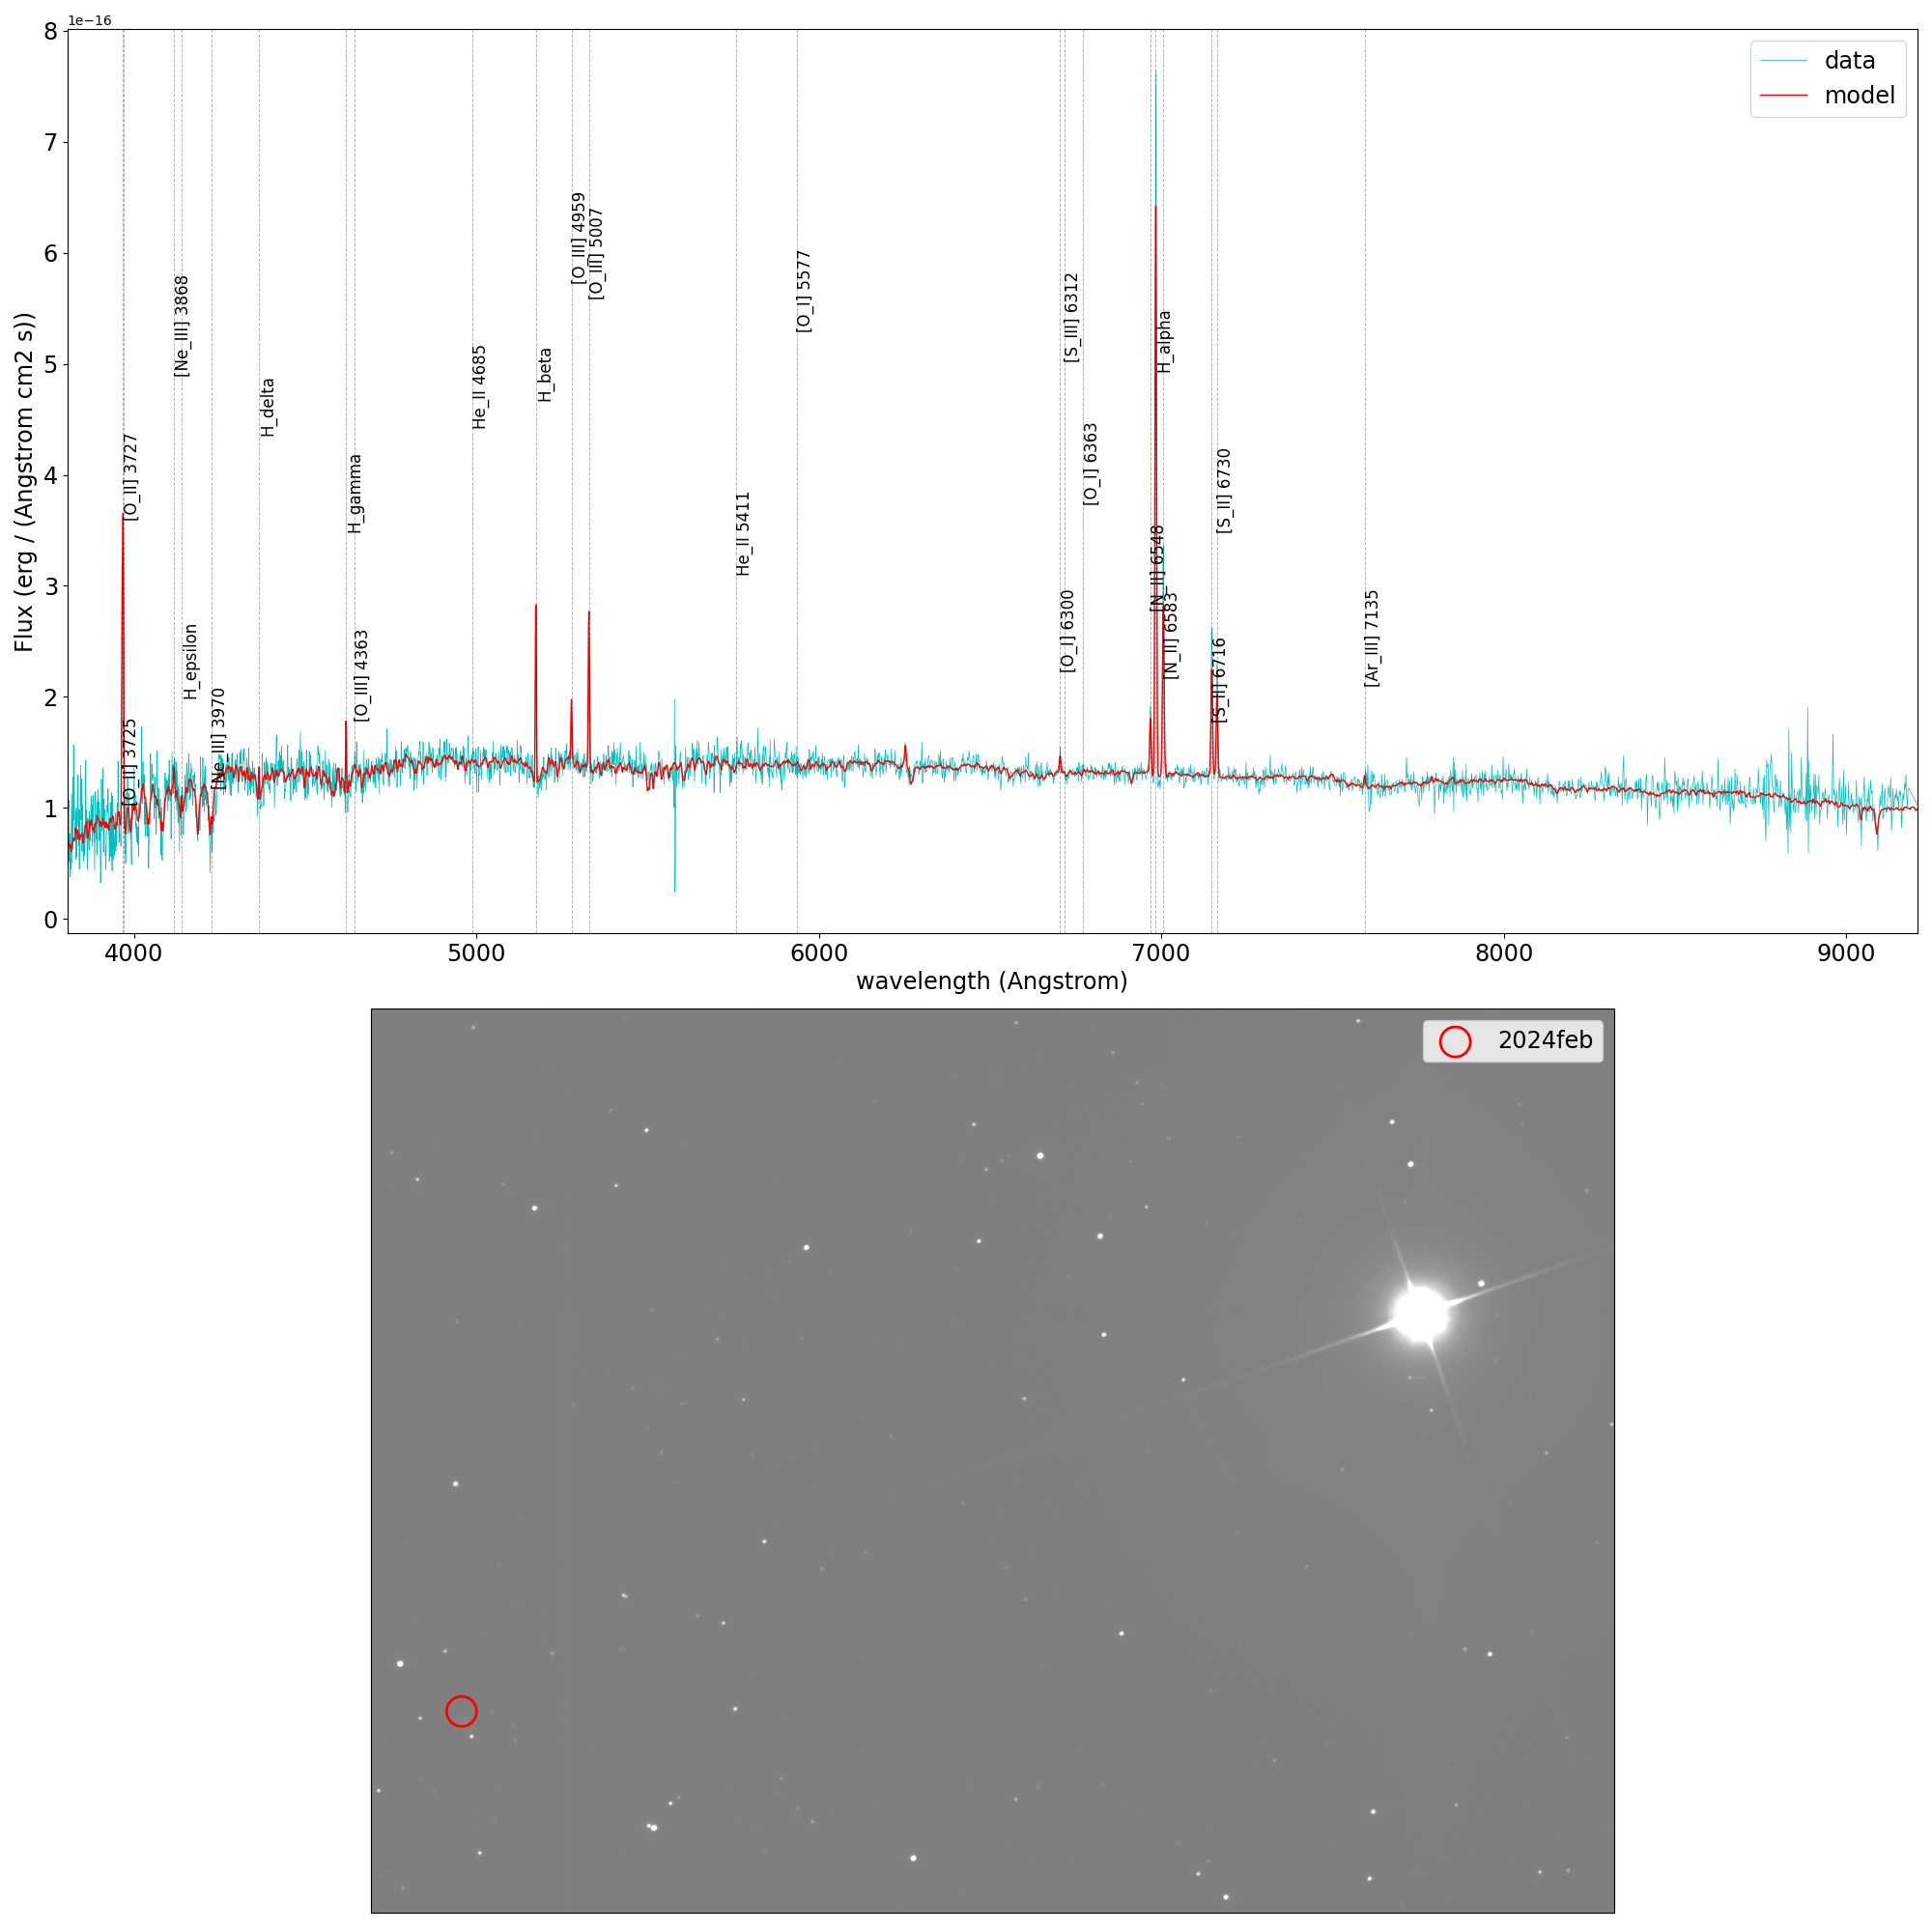 1e−16
8
7
6
5
4
3
2
1
0
Flux (erg / (Angstrom cm2 s))
data
model
[O_II] 3727
[O_II] 3725
[Ne_III] 3868
H_epsilon
[Ne_III] 3970
H_delta
H_gamma
[O_III] 4363
He_II 4685
H_beta
[O_III] 4959
[O_III] 5007
He_II 5411
[O_I] 5577
[O_I] 6300
[S_III] 6312
[O_I] 6363
[N_II] 6548
H_alpha
[N_II] 6583
[S_II] 6716
[S_II] 6730
[Ar_III] 7135
4000 5000 6000 7000 8000 9000
wavelength (Angstrom)
2024feb